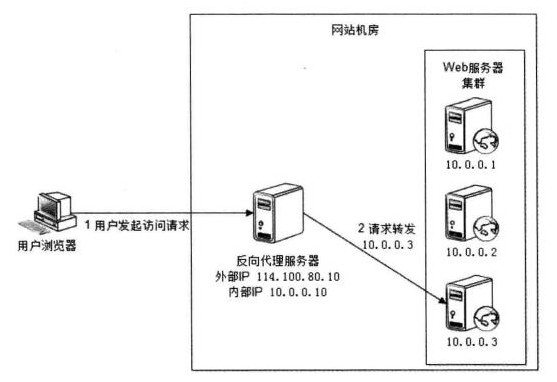 网站机房
Web服务器
集群
10.0.0.1
1 用户发起访问请求
2 请求转发
10.0.0.3
用户浏览器
10.0.0.2
反向代理服务器
外部IP 114.100.80.10
内部IP 10.0.0.10
10.0.0.3